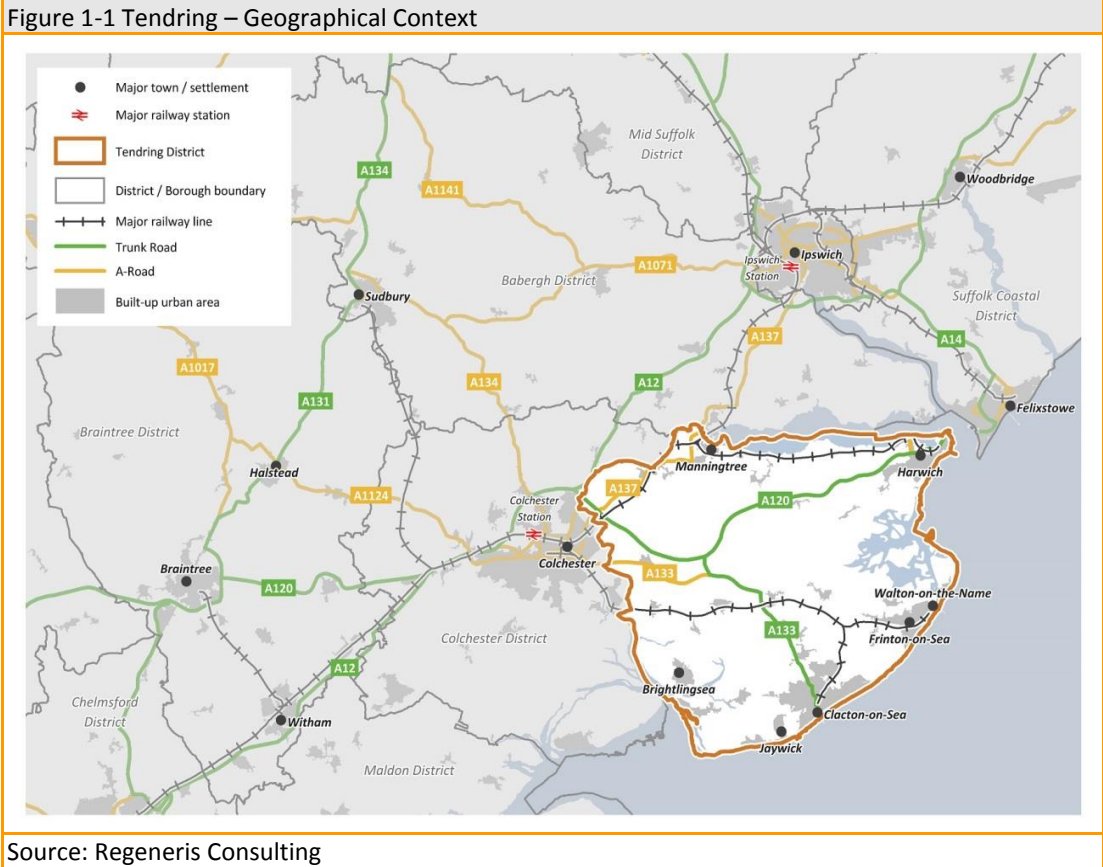 Figure 1-1 Tendring – Geographical Context
Major town / settlement
Major railway station
Tendring District
District / Borough boundary
Major railway line
Trunk Road
A-Road
Built-up urban area
Mid Suffolk
District
A134
A1141
Woodbridge
Ipswich
Ipswich
Station
A1071
Babergh District
Sudbury
Suffolk Coastal
District
A137
A14
A1017
A134
A12
A131
Felixstowe
Braintree District
Manningtree
Harwich
Halstead
A137
A1124
A120
Colchester
Station
Colchester
Braintree
A133
A120
Walton-on-the-Name
A133
Frinton-on-Sea
Colchester District
A12
Brightlingsea
Chelmsford
District
Clacton-on-Sea
Witham
Jaywick
Maldon District
Source: Regeneris Consulting